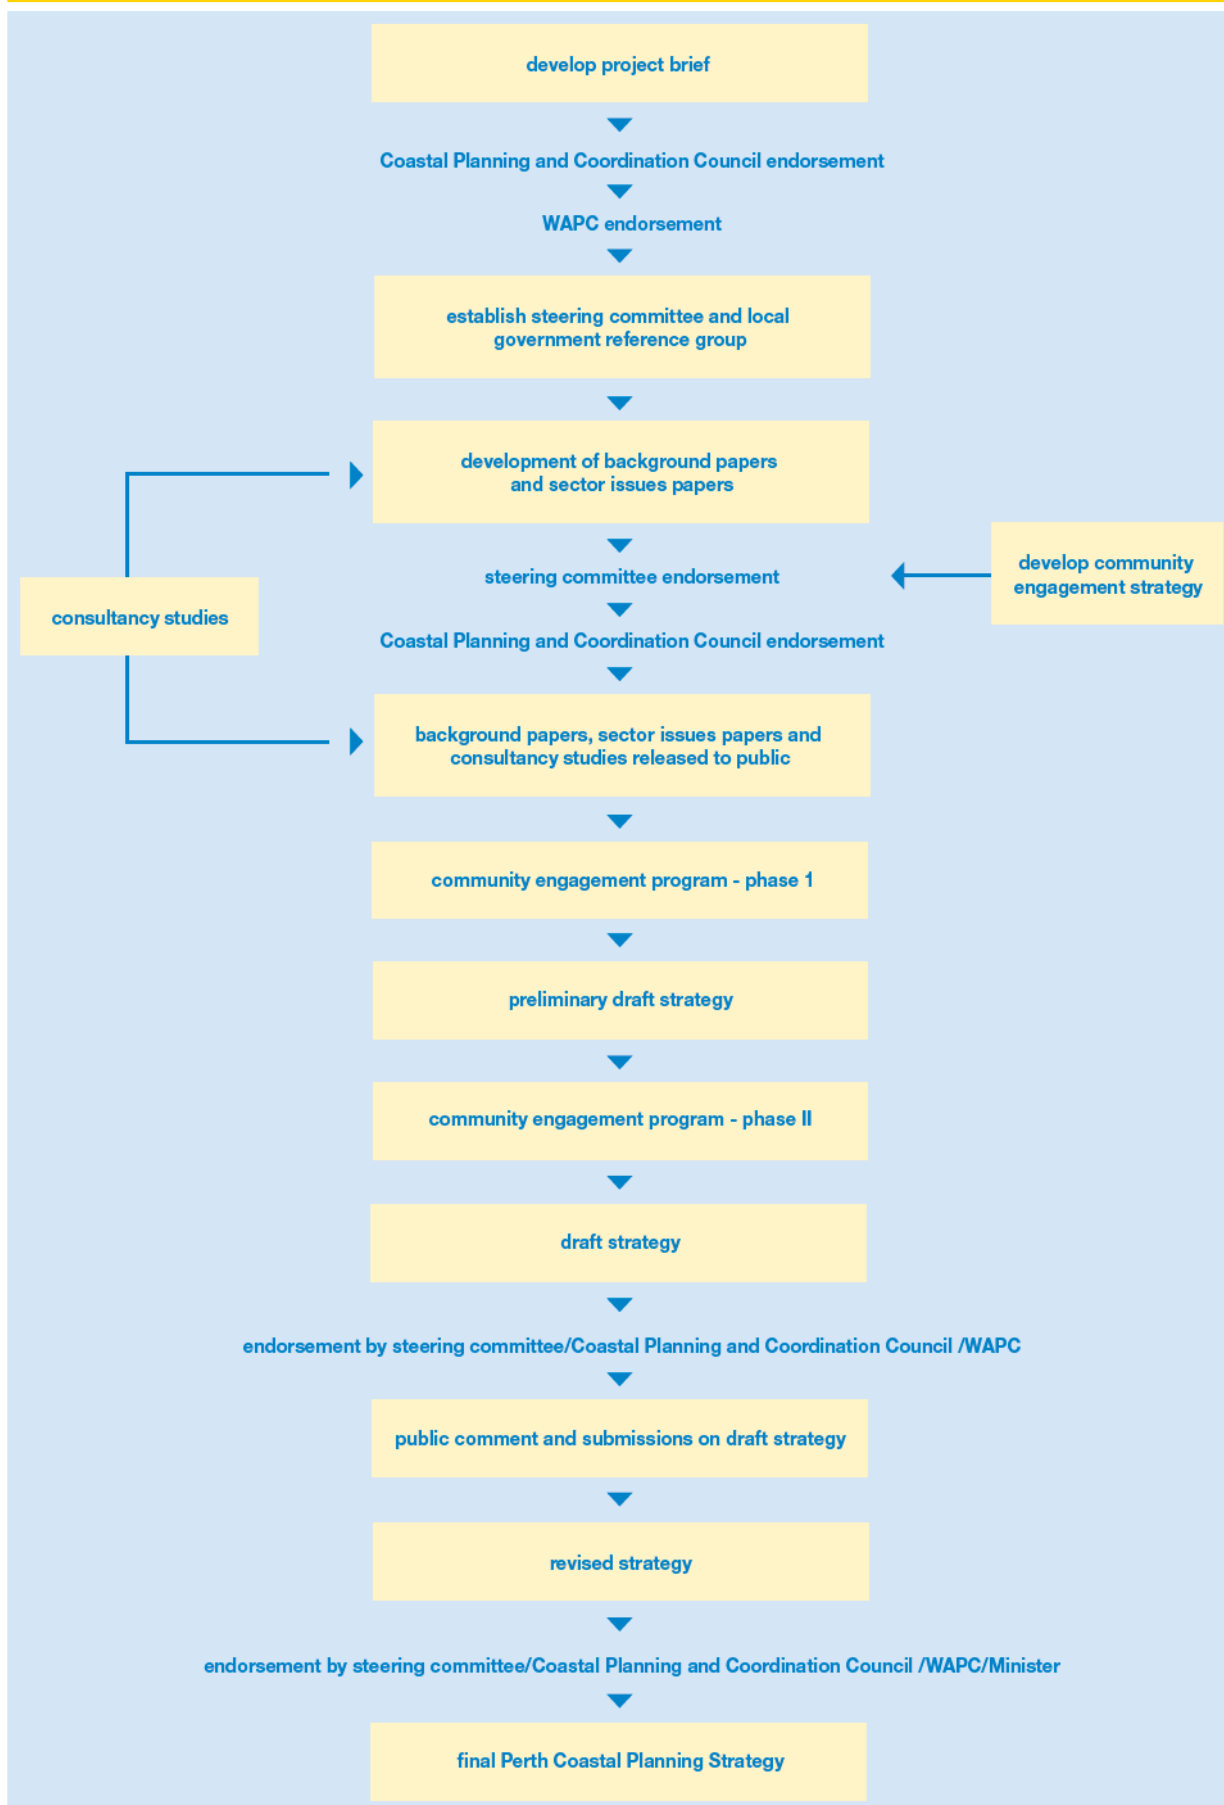 develop project brief
Coastal Planning and Coordination Council endorsement
WAPC endorsement
establish steering committee and local
government reference group
development of background papers
and sector issues papers
steering committee endorsement
develop community
engagement strategy
consultancy studies
Coastal Planning and Coordination Council endorsement
background papers, sector issues papers and
consultancy studies released to public
community engagement program - phase 1
preliminary draft strategy
community engagement program - phase II
draft strategy
endorsement by steering committee/Coastal Planning and Coordination Council /WAPC
public comment and submissions on draft strategy
revised strategy
endorsement by steering committee/Coastal Planning and Coordination Council /WAPC/Minister
final Perth Coastal Planning Strategy